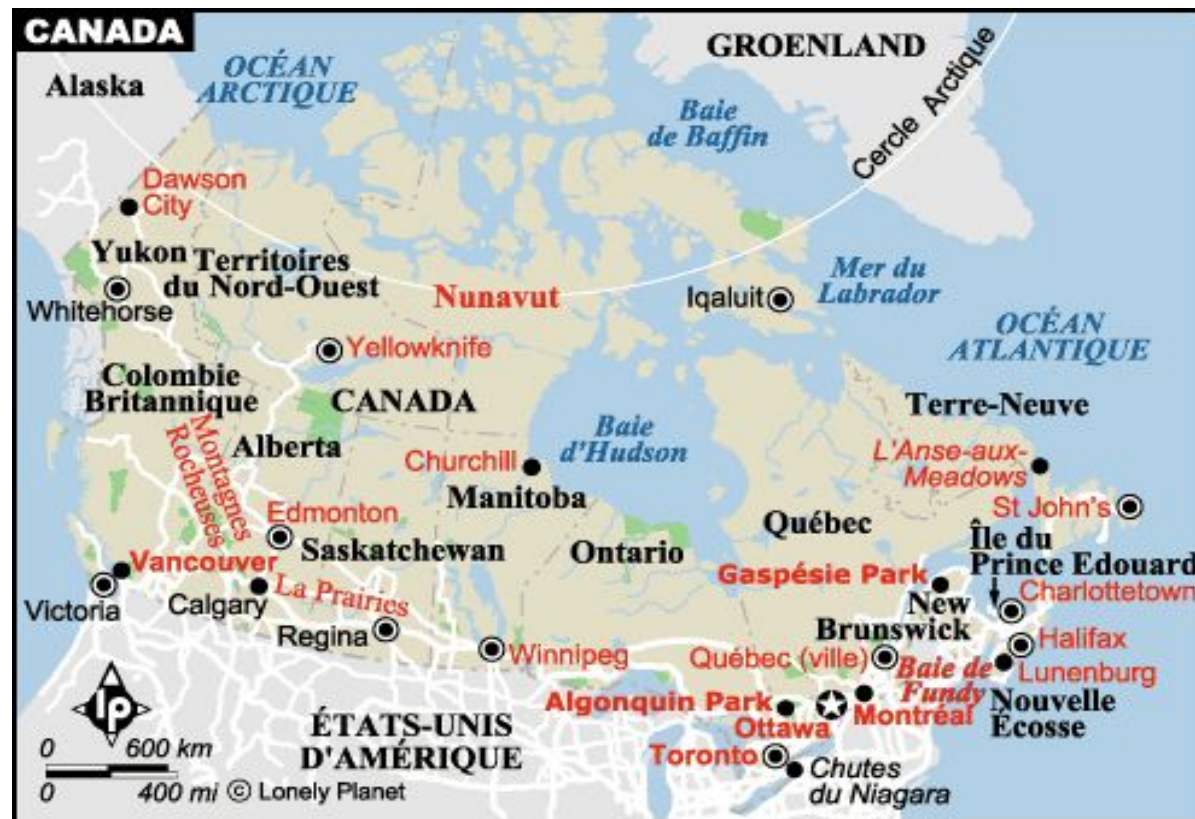 CANADA
Alaska
OCÉAN
ARCTIQUE
GROENLAND
Cercle Arctique
Baie
de Baffin
Dawson
City
Yukon
Territoires
du Nord-Ouest
Whitehorse
Nunavut
Iqaluit
Mer du
Labrador
OCÉAN
ATLANTIQUE
Yellowknife
Colombie
Britannique
CANADA
Terre-Neuve
Montagnes
Rocheuses
Alberta
Churchill
Baie
d'Hudson
L'Anse-aux-
Meadows
Manitoba
Edmonton
St John's
Saskatchewan
Ontario
Québec
Île du
Prince Edouard
Vancouver
Gaspésie Park
Charlottetown
Victoria
Calgary
La Prairies
New
Brunswick
Regina
Winnipeg
Québec (ville)
Halifax
Baie de
Fundy
Lunenburg
Algonquin Park
Ottawa
Montréal
Nouvelle
Écosse
lp
ÉTATS-UNIS
D'AMÉRIQUE
Toronto
Chutes
du Niagara
0 600 km
0 400 mi © Lonely Planet